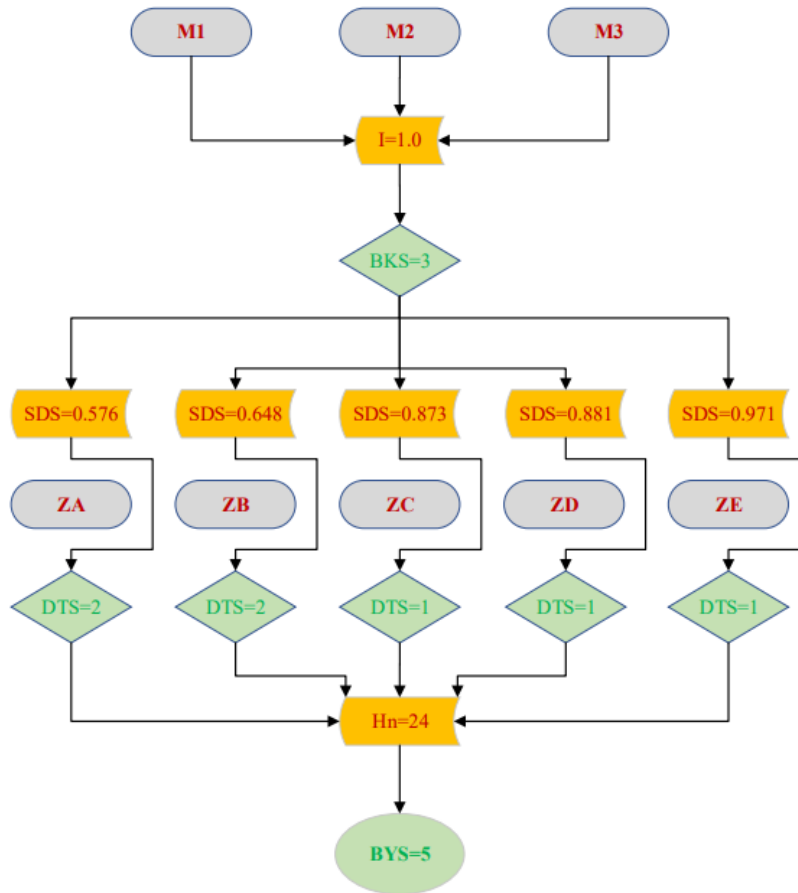 M1
M2
M3
I=1.0
BKS=3
SDS=0.576
SDS=0.648
SDS=0.873
SDS=0.881
SDS=0.971
ZA
ZB
ZC
ZD
ZE
DTS=2
DTS=2
DTS=1
DTS=1
DTS=1
Hn=24
BYS=5